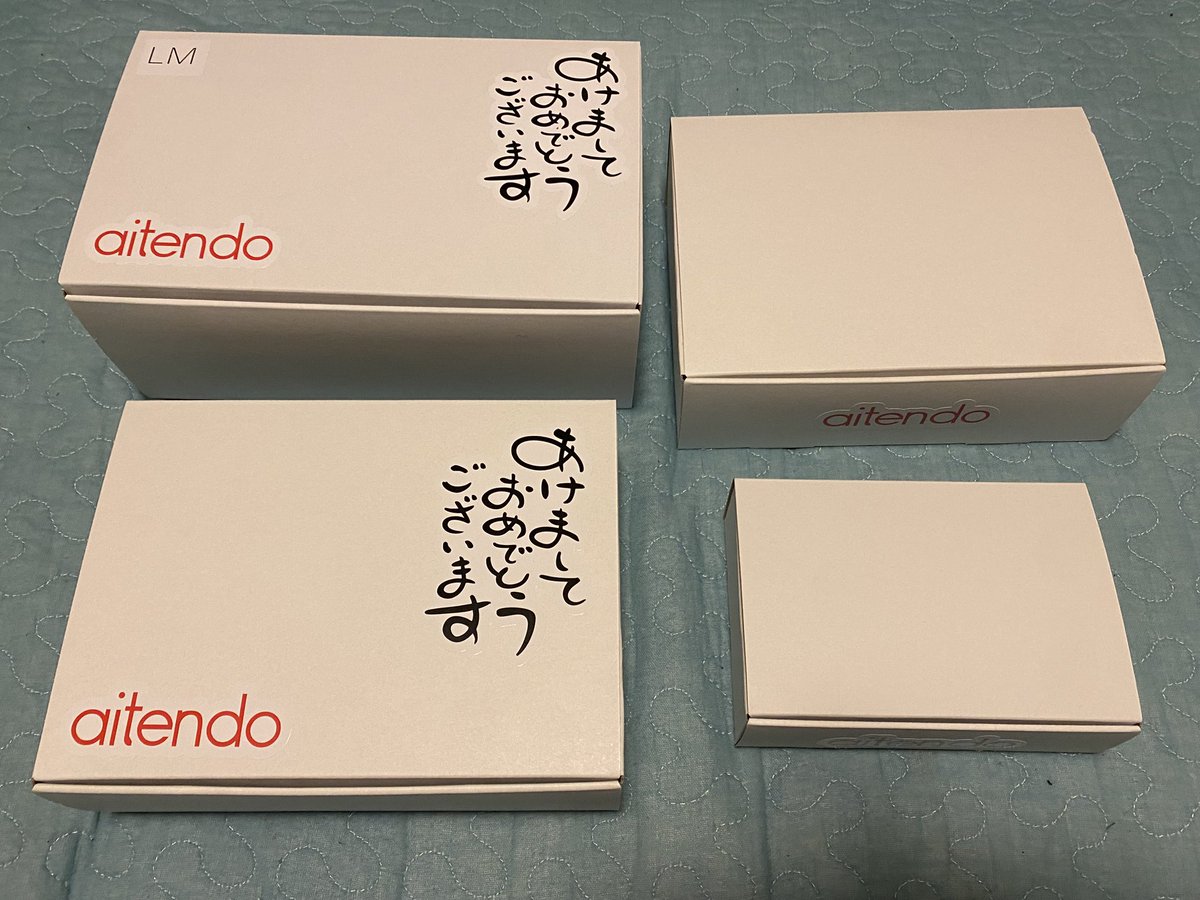 LM
あけまして
おめでとう
ございます
aitendo
aitendo
あけまして
おめでとう
ございます
aitendo
aitendo